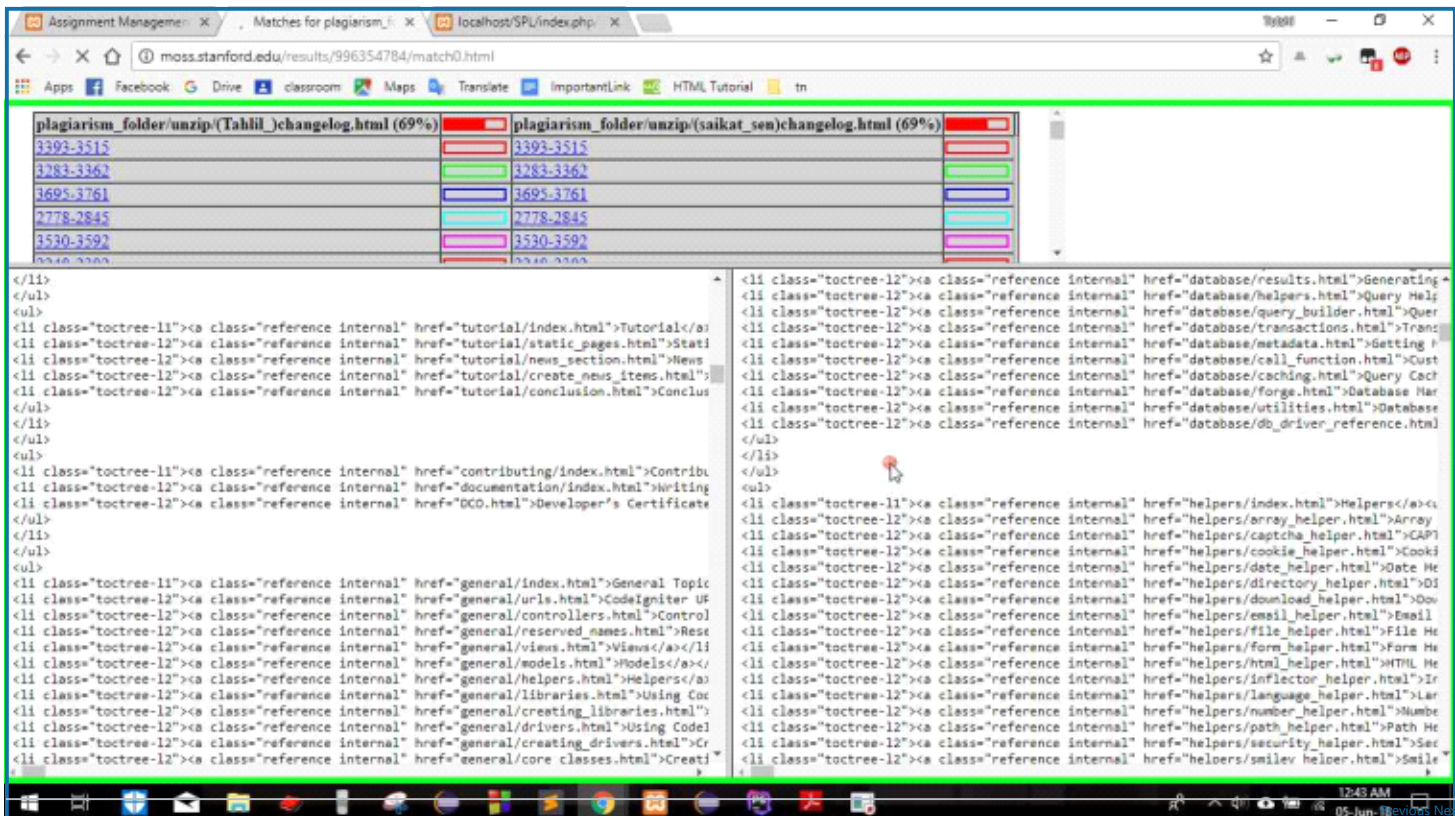 Assignment Managemen
Matches for plagiarism_f
localhost/SPL/index.php
moss.stanford.edu/results/996354784/match0.html
Apps Facebook Drive classroom Maps Translate ImportantLink HTML Tutorial tn
plagiarism_folder/unzip/(Tahlil_)changelog.html (69%) plagiarism_folder/unzip/(saikat_sen)changelog.html (69%)
3393-3515 3393-3515
3283-3362 3283-3362
3695-3761 3695-3761
2778-2845 2778-2845
3530-3592 3530-3592
</li>
</ul>
<ul>
<li class="toctree-l1"><a class="reference internal" href="tutorial/index.html">Tutorial</a>
<li class="toctree-l2"><a class="reference internal" href="tutorial/static_pages.html">Stati
<li class="toctree-l2"><a class="reference internal" href="tutorial/news_section.html">News
<li class="toctree-l2"><a class="reference internal" href="tutorial/create_news_items.html">
<li class="toctree-l2"><a class="reference internal" href="tutorial/conclusion.html">Conclus
</ul>
</li>
</ul>
<ul>
<li class="toctree-l1"><a class="reference internal" href="contributing/index.html">Contribu
<li class="toctree-l2"><a class="reference internal" href="documentation/index.html">Writing
<li class="toctree-l2"><a class="reference internal" href="DCO.html">Developer's Certificate
</ul>
</li>
</ul>
<ul>
<li class="toctree-l1"><a class="reference internal" href="general/index.html">General Topic
<li class="toctree-l2"><a class="reference internal" href="general/urls.html">CodeIgniter UR
<li class="toctree-l2"><a class="reference internal" href="general/controllers.html">Control
<li class="toctree-l2"><a class="reference internal" href="general/reserved_names.html">Rese
<li class="toctree-l2"><a class="reference internal" href="general/views.html">Views</a></li
<li class="toctree-l2"><a class="reference internal" href="general/models.html">Models</a></
<li class="toctree-l2"><a class="reference internal" href="general/helpers.html">Helpers</a>
<li class="toctree-l2"><a class="reference internal" href="general/libraries.html">Using Cod
<li class="toctree-l2"><a class="reference internal" href="general/creating_libraries.html">
<li class="toctree-l2"><a class="reference internal" href="general/drivers.html">Using CodeI
<li class="toctree-l2"><a class="reference internal" href="general/creating_drivers.html">Cr
<li class="toctree-l2"><a class="reference internal" href="general/core_classes.html">Creati
<li class="toctree-l2"><a class="reference internal" href="database/results.html">Generating
<li class="toctree-l2"><a class="reference internal" href="database/helpers.html">Query Help
<li class="toctree-l2"><a class="reference internal" href="database/query_builder.html">Quer
<li class="toctree-l2"><a class="reference internal" href="database/transactions.html">Trans
<li class="toctree-l2"><a class="reference internal" href="database/metadata.html">Getting M
<li class="toctree-l2"><a class="reference internal" href="database/call_function.html">Cust
<li class="toctree-l2"><a class="reference internal" href="database/caching.html">Query Cach
<li class="toctree-l2"><a class="reference internal" href="database/forge.html">Database Man
<li class="toctree-l2"><a class="reference internal" href="database/utilities.html">Database
<li class="toctree-l2"><a class="reference internal" href="database/db_driver_reference.html
</ul>
</li>
</ul>
<ul>
<li class="toctree-l1"><a class="reference internal" href="helpers/index.html">Helpers</a><u
<li class="toctree-l2"><a class="reference internal" href="helpers/array_helper.html">Array
<li class="toctree-l2"><a class="reference internal" href="helpers/captcha_helper.html">CAPT
<li class="toctree-l2"><a class="reference internal" href="helpers/cookie_helper.html">Cooki
<li class="toctree-l2"><a class="reference internal" href="helpers/date_helper.html">Date He
<li class="toctree-l2"><a class="reference internal" href="helpers/directory_helper.html">Di
<li class="toctree-l2"><a class="reference internal" href="helpers/download_helper.html">Dow
<li class="toctree-l2"><a class="reference internal" href="helpers/email_helper.html">Email
<li class="toctree-l2"><a class="reference internal" href="helpers/file_helper.html">File He
<li class="toctree-l2"><a class="reference internal" href="helpers/form_helper.html">Form He
<li class="toctree-l2"><a class="reference internal" href="helpers/html_helper.html">HTML He
<li class="toctree-l2"><a class="reference internal" href="helpers/inflector_helper.html">In
<li class="toctree-l2"><a class="reference internal" href="helpers/language_helper.html">Lan
<li class="toctree-l2"><a class="reference internal" href="helpers/number_helper.html">Numbe
<li class="toctree-l2"><a class="reference internal" href="helpers/path_helper.html">Path He
<li class="toctree-l2"><a class="reference internal" href="helpers/security_helper.html">Sec
<li class="toctree-l2"><a class="reference internal" href="helpers/smiley_helper.html">Smile
12:43 AM
05-Jun-18
Previous Ne